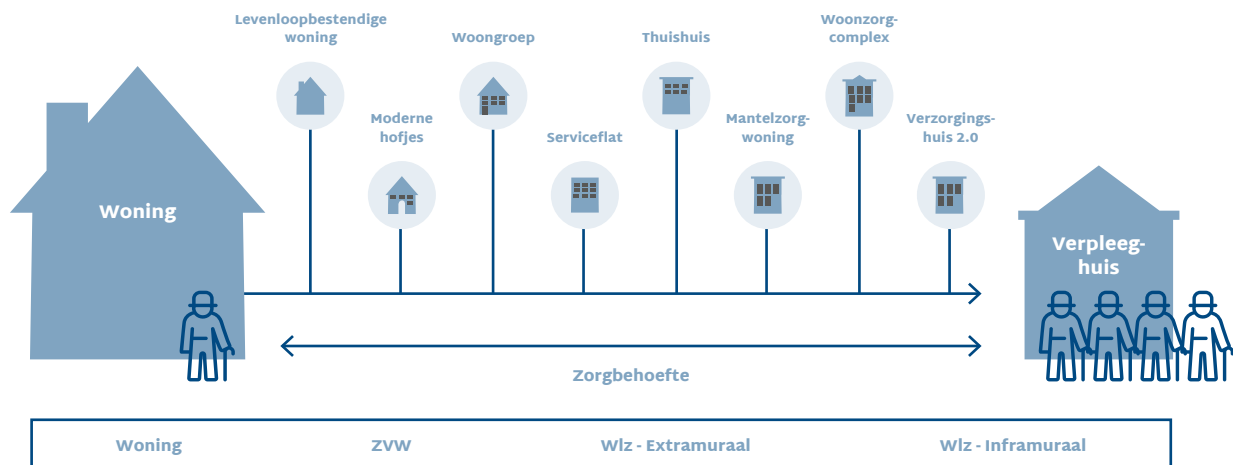 Levenloopbestendige
woning
Moderne
hofjes
Woongroep
Serviceflat
Thuishuis
Mantelzorg-
woning
Woonzorg-
complex
Verzorgings-
huis 2.0
Woning
Verpleeg-
huis
Zorgbehoefte
Woning
ZVW
Wlz - Extramuraal
Wlz - Inframuraal